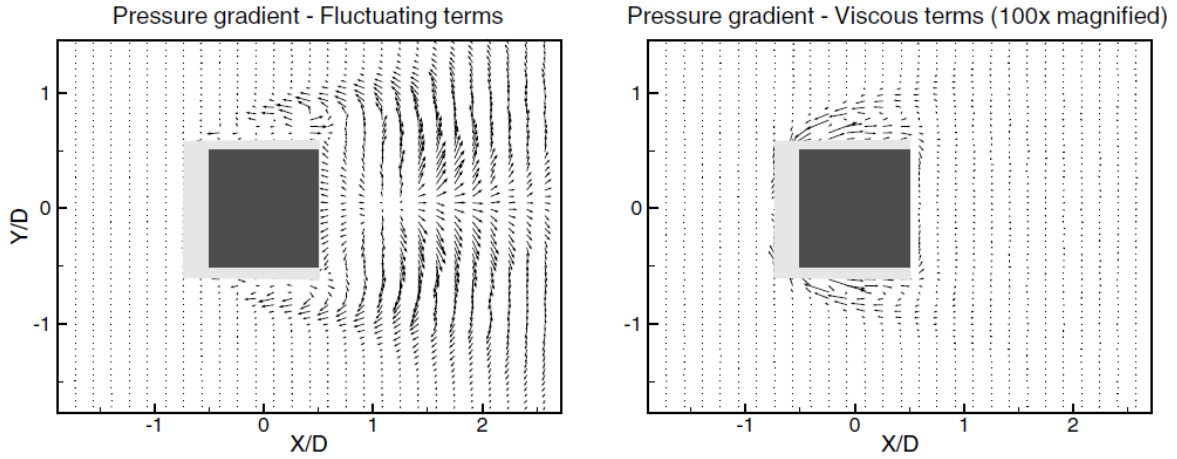 Pressure gradient - Fluctuating terms
Pressure gradient - Viscous terms (100x magnified)
1
0
-1
Y/D
-1
0
1
2
X/D
1
0
-1
-1
0
1
2
X/D